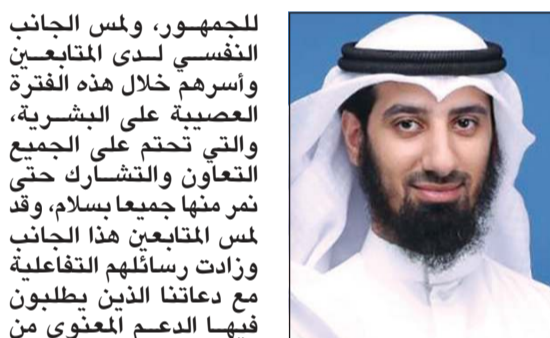 للجمهور، ولمس الجانب
النفسي لدى المتابعين
وأسرهم خلال هذه الفترة
العصيبة على البشرية،
والتي تحتم على الجميع
التعاون والتشارك حتى
نمر منها جميعا بسلام، وقد
لمس المتابعين هذا الجانب
وزادت رسائلهم التفاعلية
مع دعاتنا الذين يطلبون
فيها الدعم المعنوي من